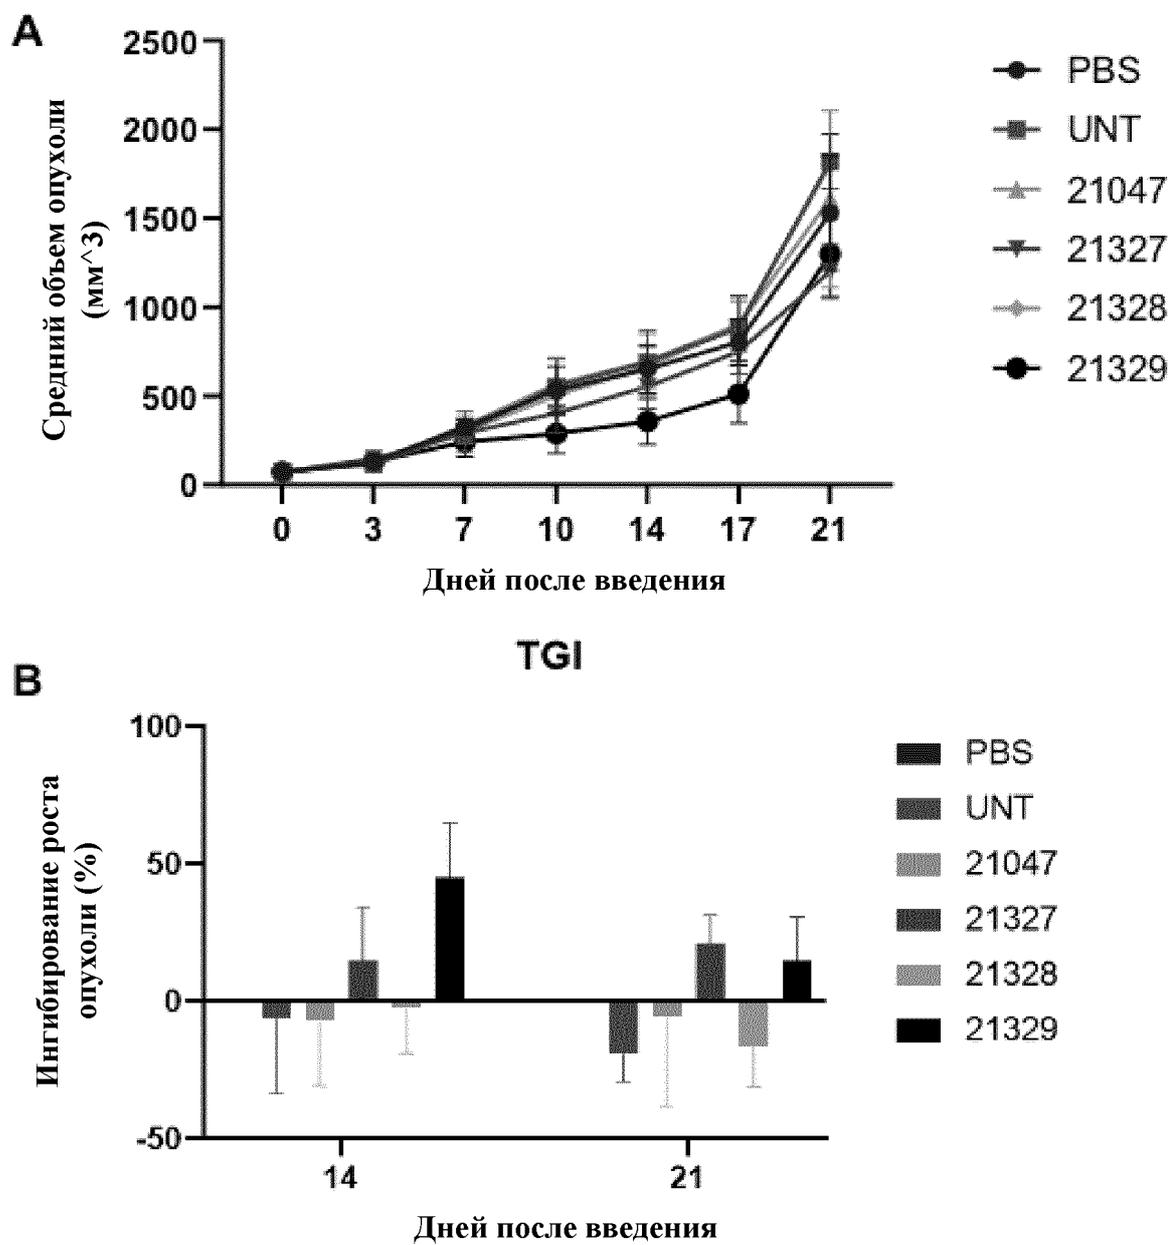 A
2500
2000
1500
1000
500
0
Средний объем опухоли
(мм^3)
0 3 7 10 14 17 21
Дней после введения
PBS
UNT
21047
21327
21328
21329
B
TGI
100
50
0
-50
Ингибирование роста
опухоли (%)
14 21
Дней после введения
PBS
UNT
21047
21327
21328
21329